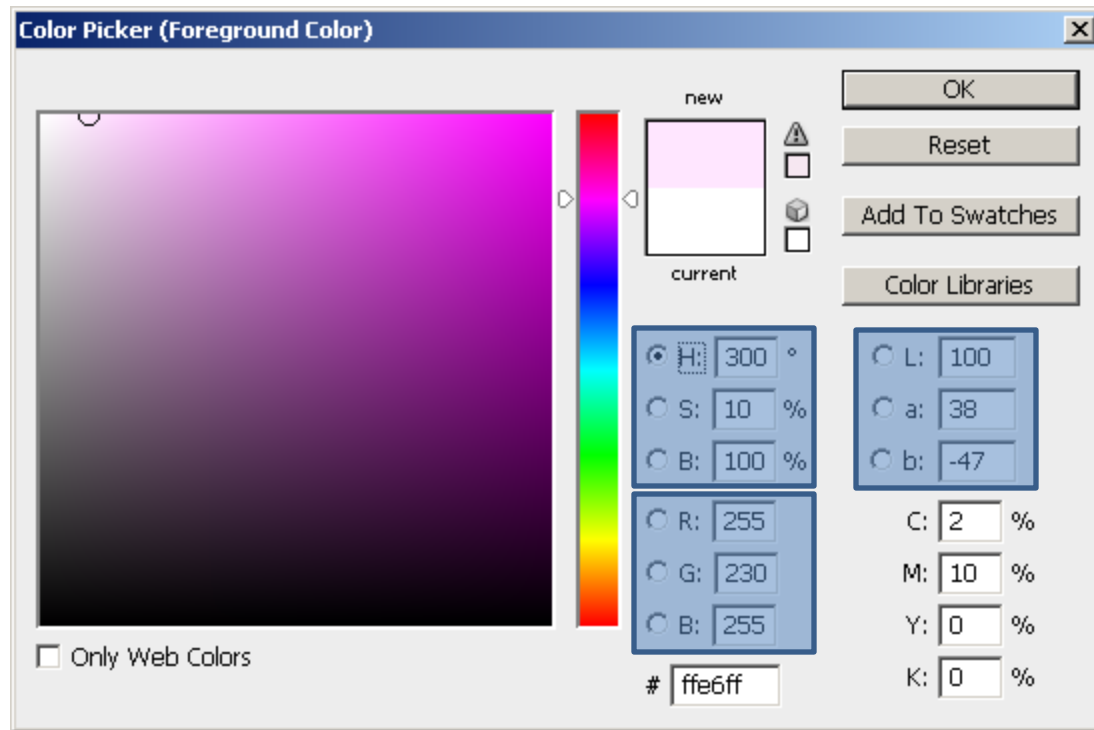 Color Picker (Foreground Color)
new
current
OK
Reset
Add To Swatches
Color Libraries
H: 300 °
S: 10 %
B: 100 %
R: 255
G: 230
B: 255
# ffe6ff
L: 100
a: 38
b: -47
C: 2 %
M: 10 %
Y: 0 %
K: 0 %
Only Web Colors